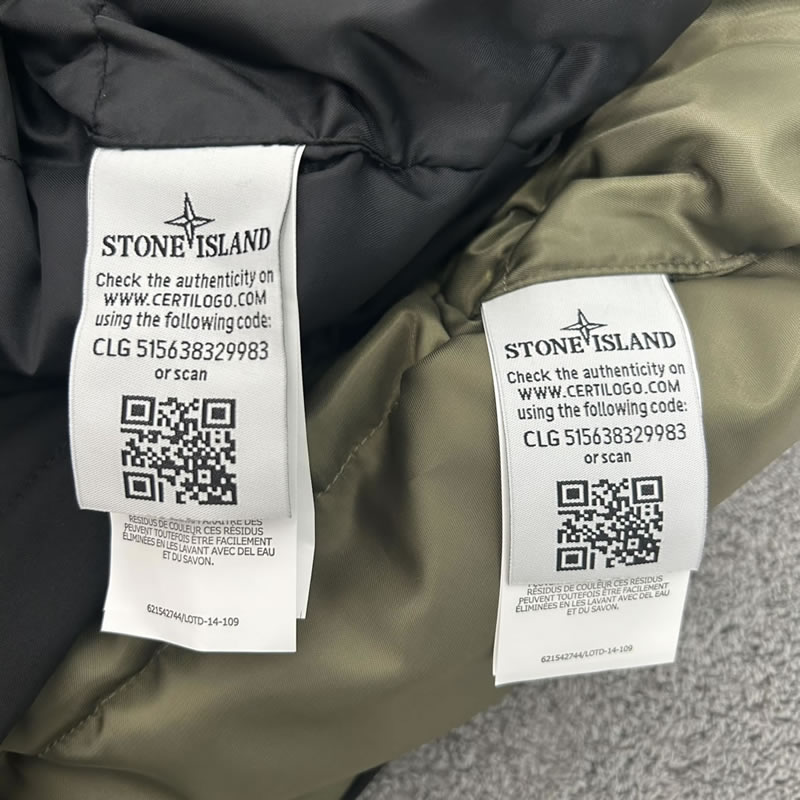 STONE ISLAND
Check the authenticity on
WWW.CERTILOGO.COM
using the following code:
CLG 515638329983
or scan
RÉSIDUS DE COULEUR CES RÉSIDUS
PEUVENT TOUTEFOIS ÊTRE FACILEMENT
ÉLIMINÉES EN LES LAVANT AVEC DEL EAU
ET DU SAVON.
621542744/LOTD-14-109
STONE ISLAND
Check the authenticity on
WWW.CERTILOGO.COM
using the following code:
CLG 515638329983
or scan
RÉSIDUS DE COULEUR CES RÉSIDUS
PEUVENT TOUTEFOIS ÊTRE FACILEMENT
ÉLIMINÉES EN LES LAVANT AVEC DEL EAU
ET DU SAVON.
621542744/LOTD-14-109